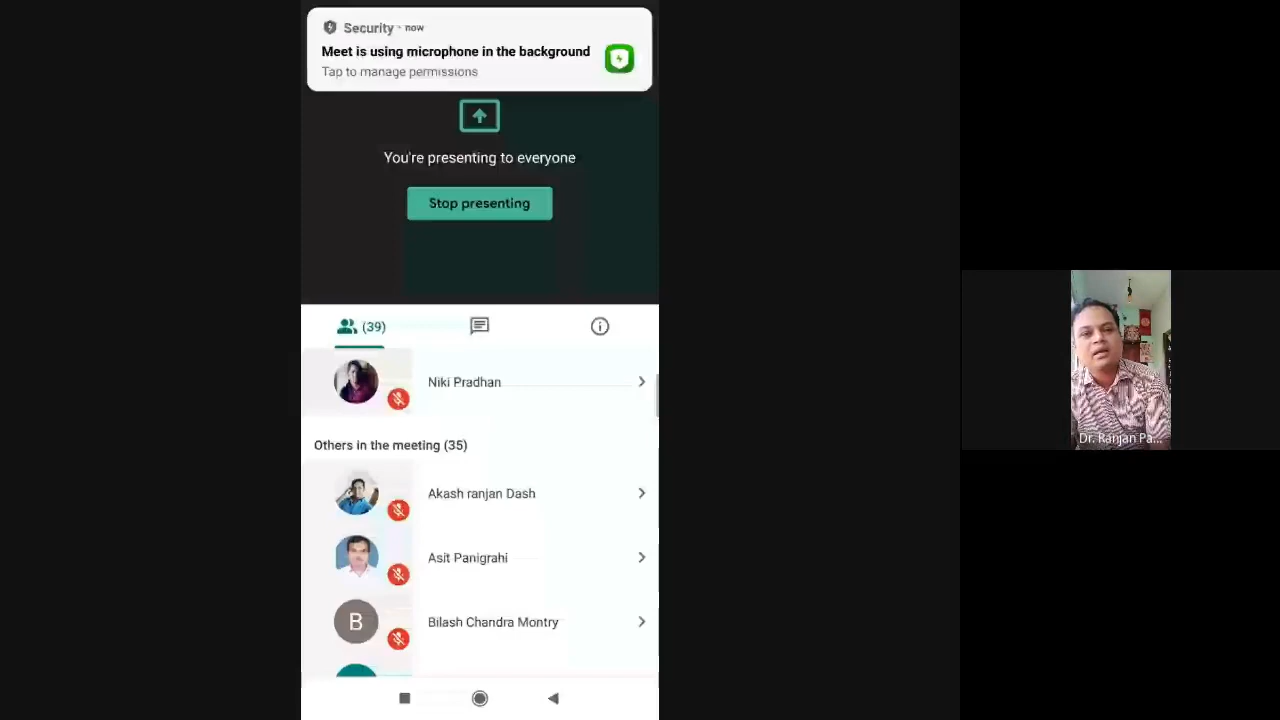 Security - now
Meet is using microphone in the background
Tap to manage permissions
You're presenting to everyone
Stop presenting
(39)
Niki Pradhan
Others in the meeting (35)
Akash ranjan Dash
Asit Panigrahi
B
Bilash Chandra Montry
Dr. Ranjan Pa...